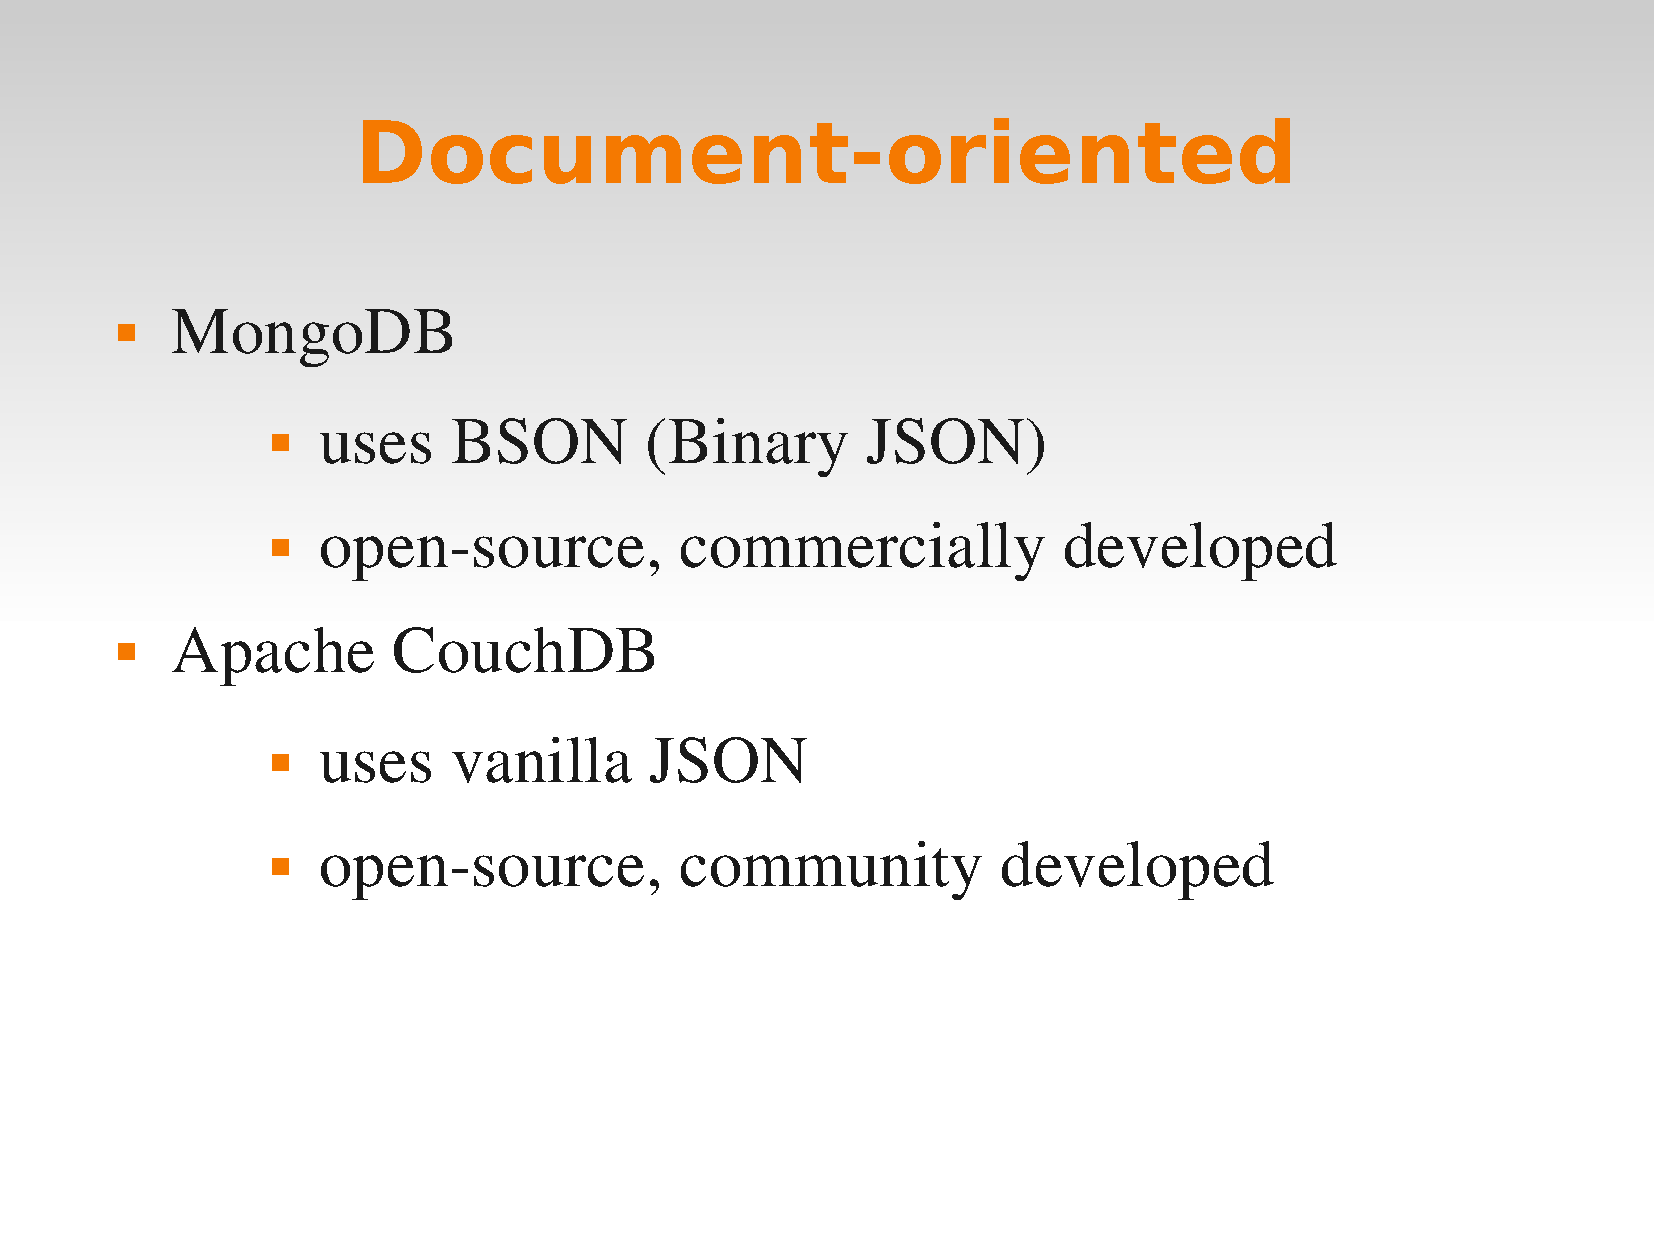 Document-oriented
MongoDB
uses BSON (Binary JSON)
open-source, commercially developed
Apache CouchDB
uses vanilla JSON
open-source, community developed